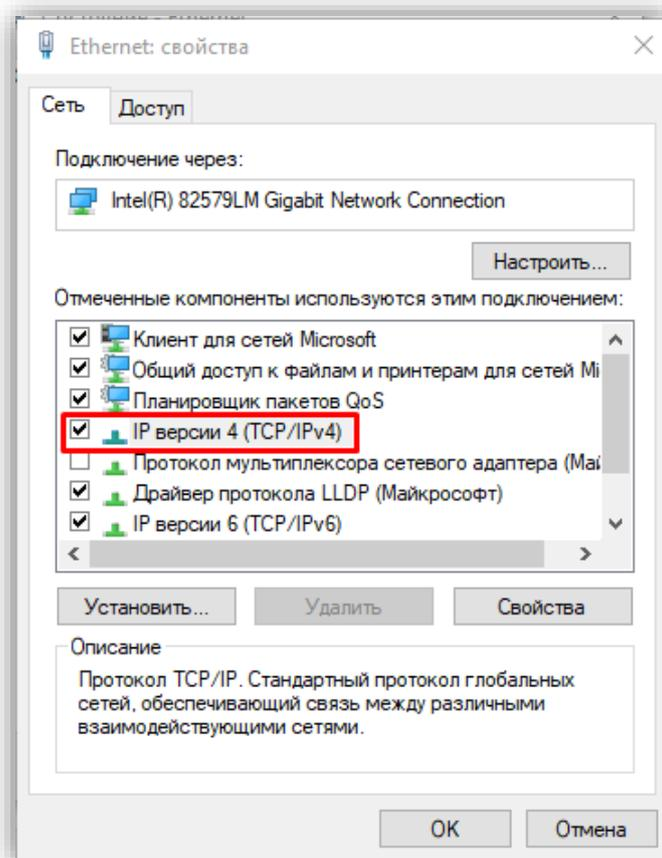 Ethernet: свойства
Сеть
Доступ
Подключение через:
Intel(R) 82579LM Gigabit Network Connection
Настроить...
Отмеченные компоненты используются этим подключением:
Клиент для сетей Microsoft
Общий доступ к файлам и принтерам для сетей Mi
Планировщик пакетов QoS
IP версии 4 (TCP/IPv4)
Протокол мультиплексора сетевого адаптера (Май
Драйвер протокола LLDP (Майкрософт)
IP версии 6 (TCP/IPv6)
Установить...
Удалить
Свойства
Описание
Протокол TCP/IP. Стандартный протокол глобальных
сетей, обеспечивающий связь между различными
взаимодействующими сетями.
OK
Отмена